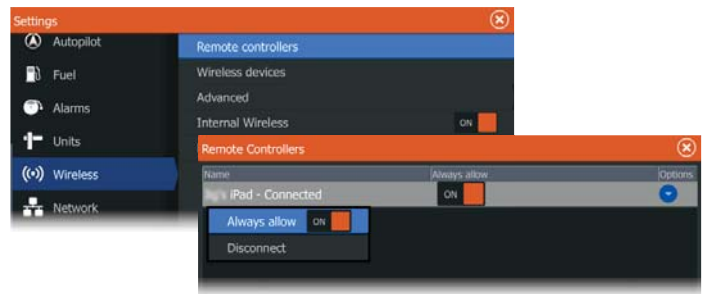 Settings
Autopilot
Fuel
Alarms
Units
Wireless
Network
Remote controllers
Wireless devices
Advanced
Internal Wireless ON
Remote Controllers
Name Always allow Options
iPad - Connected ON
Always allow ON
Disconnect